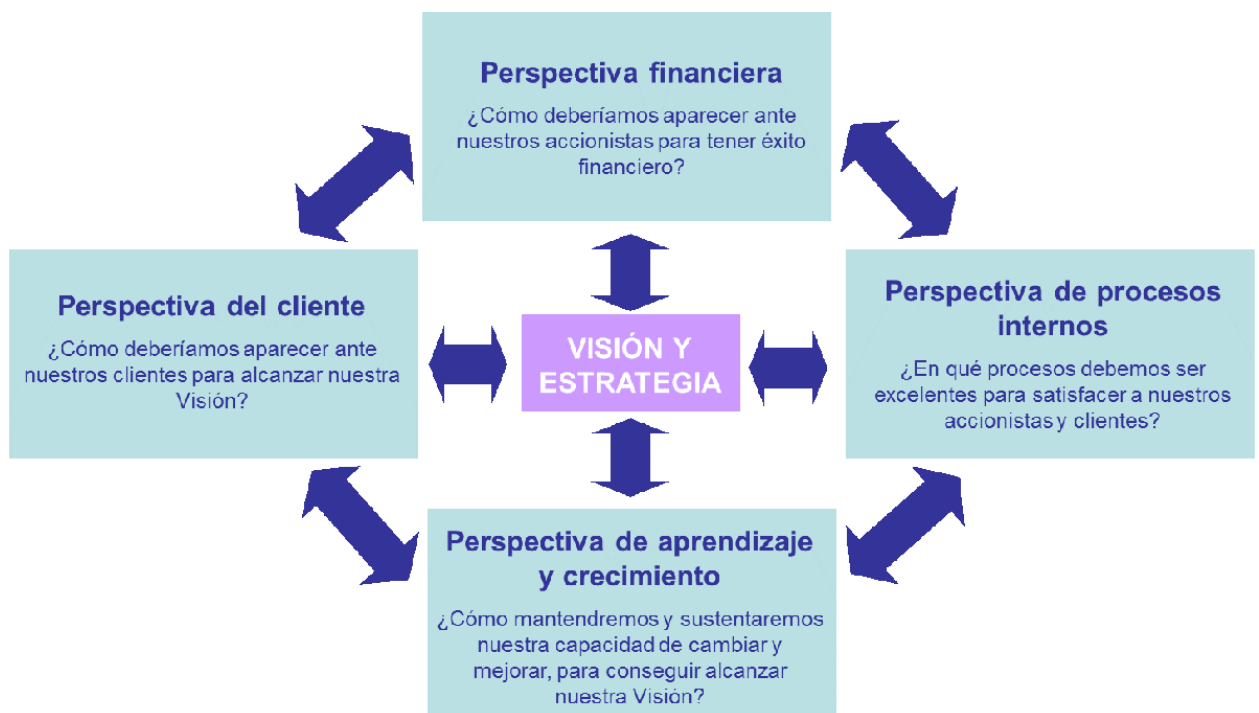 Perspectiva financiera
¿Cómo deberíamos aparecer ante
nuestros accionistas para tener éxito
financiero?
Perspectiva del cliente
¿Cómo deberíamos aparecer ante
nuestros clientes para alcanzar nuestra
Visión?
VISIÓN Y
ESTRATEGIA
Perspectiva de procesos
internos
¿En qué procesos debemos ser
excelentes para satisfacer a nuestros
accionistas y clientes?
Perspectiva de aprendizaje
y crecimiento
¿Cómo mantendremos y sustentaremos
nuestra capacidad de cambiar y
mejorar, para conseguir alcanzar
nuestra Visión?